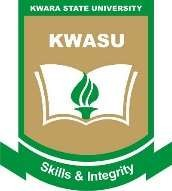 KWARA STATE UNIVERSITY
KWASU
Skills & Integrity